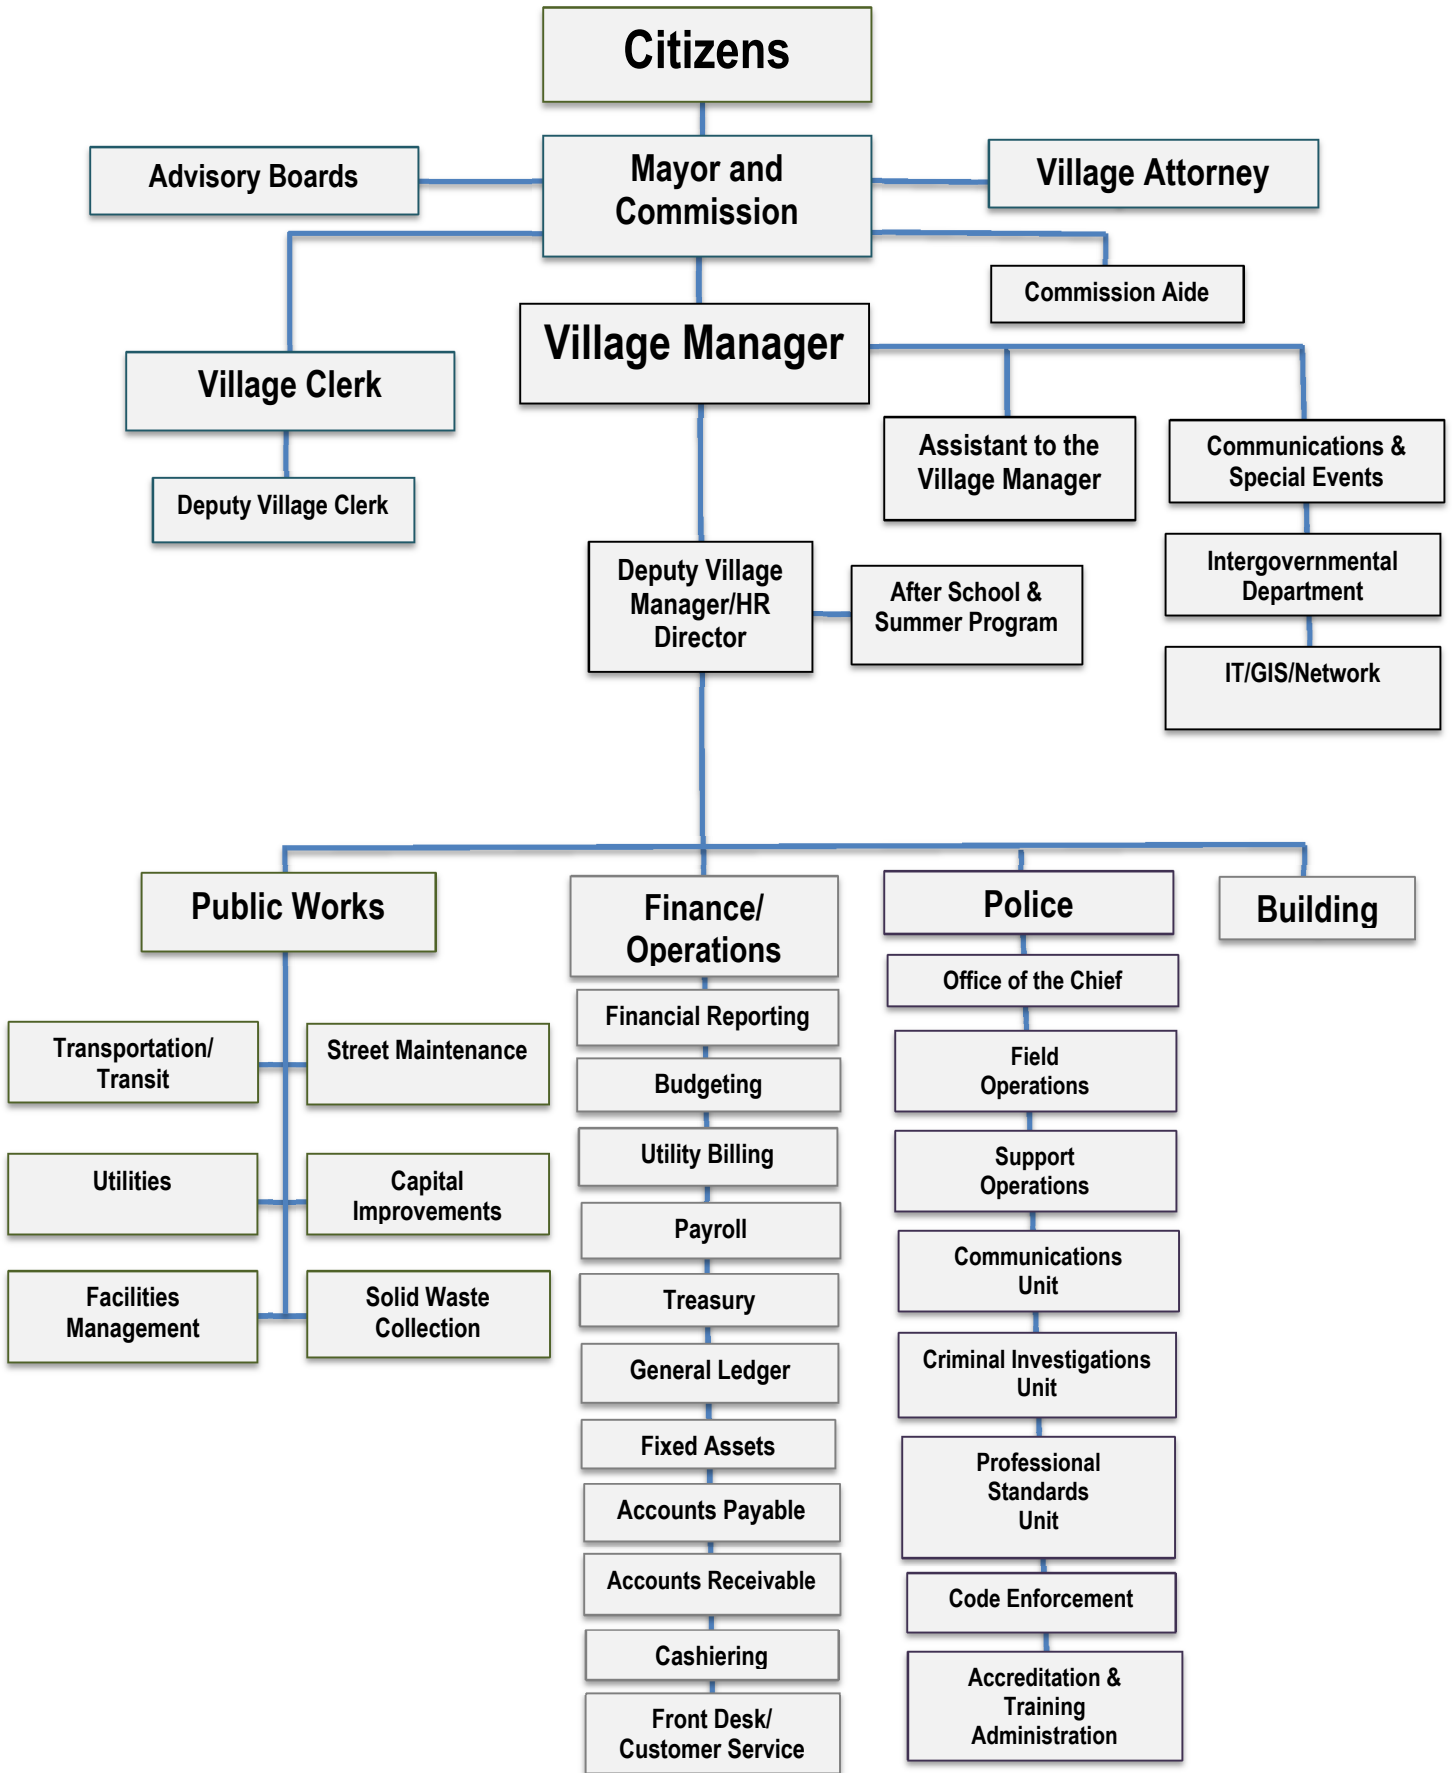 Citizens
Advisory Boards
Mayor and
Commission
Village Attorney
Commission Aide
Village Manager
Village Clerk
Deputy Village Clerk
Assistant to the
Village Manager
Communications &
Special Events
Intergovernmental
Department
IT/GIS/Network
Deputy Village
Manager/HR
Director
After School &
Summer Program
Public Works
Transportation/
Transit
Street Maintenance
Utilities
Capital
Improvements
Facilities
Management
Solid Waste
Collection
Finance/
Operations
Financial Reporting
Budgeting
Utility Billing
Payroll
Treasury
General Ledger
Fixed Assets
Accounts Payable
Accounts Receivable
Cashiering
Front Desk/
Customer Service
Police
Office of the Chief
Field
Operations
Support
Operations
Communications
Unit
Criminal Investigations
Unit
Professional
Standards
Unit
Code Enforcement
Accreditation &
Training
Administration
Building